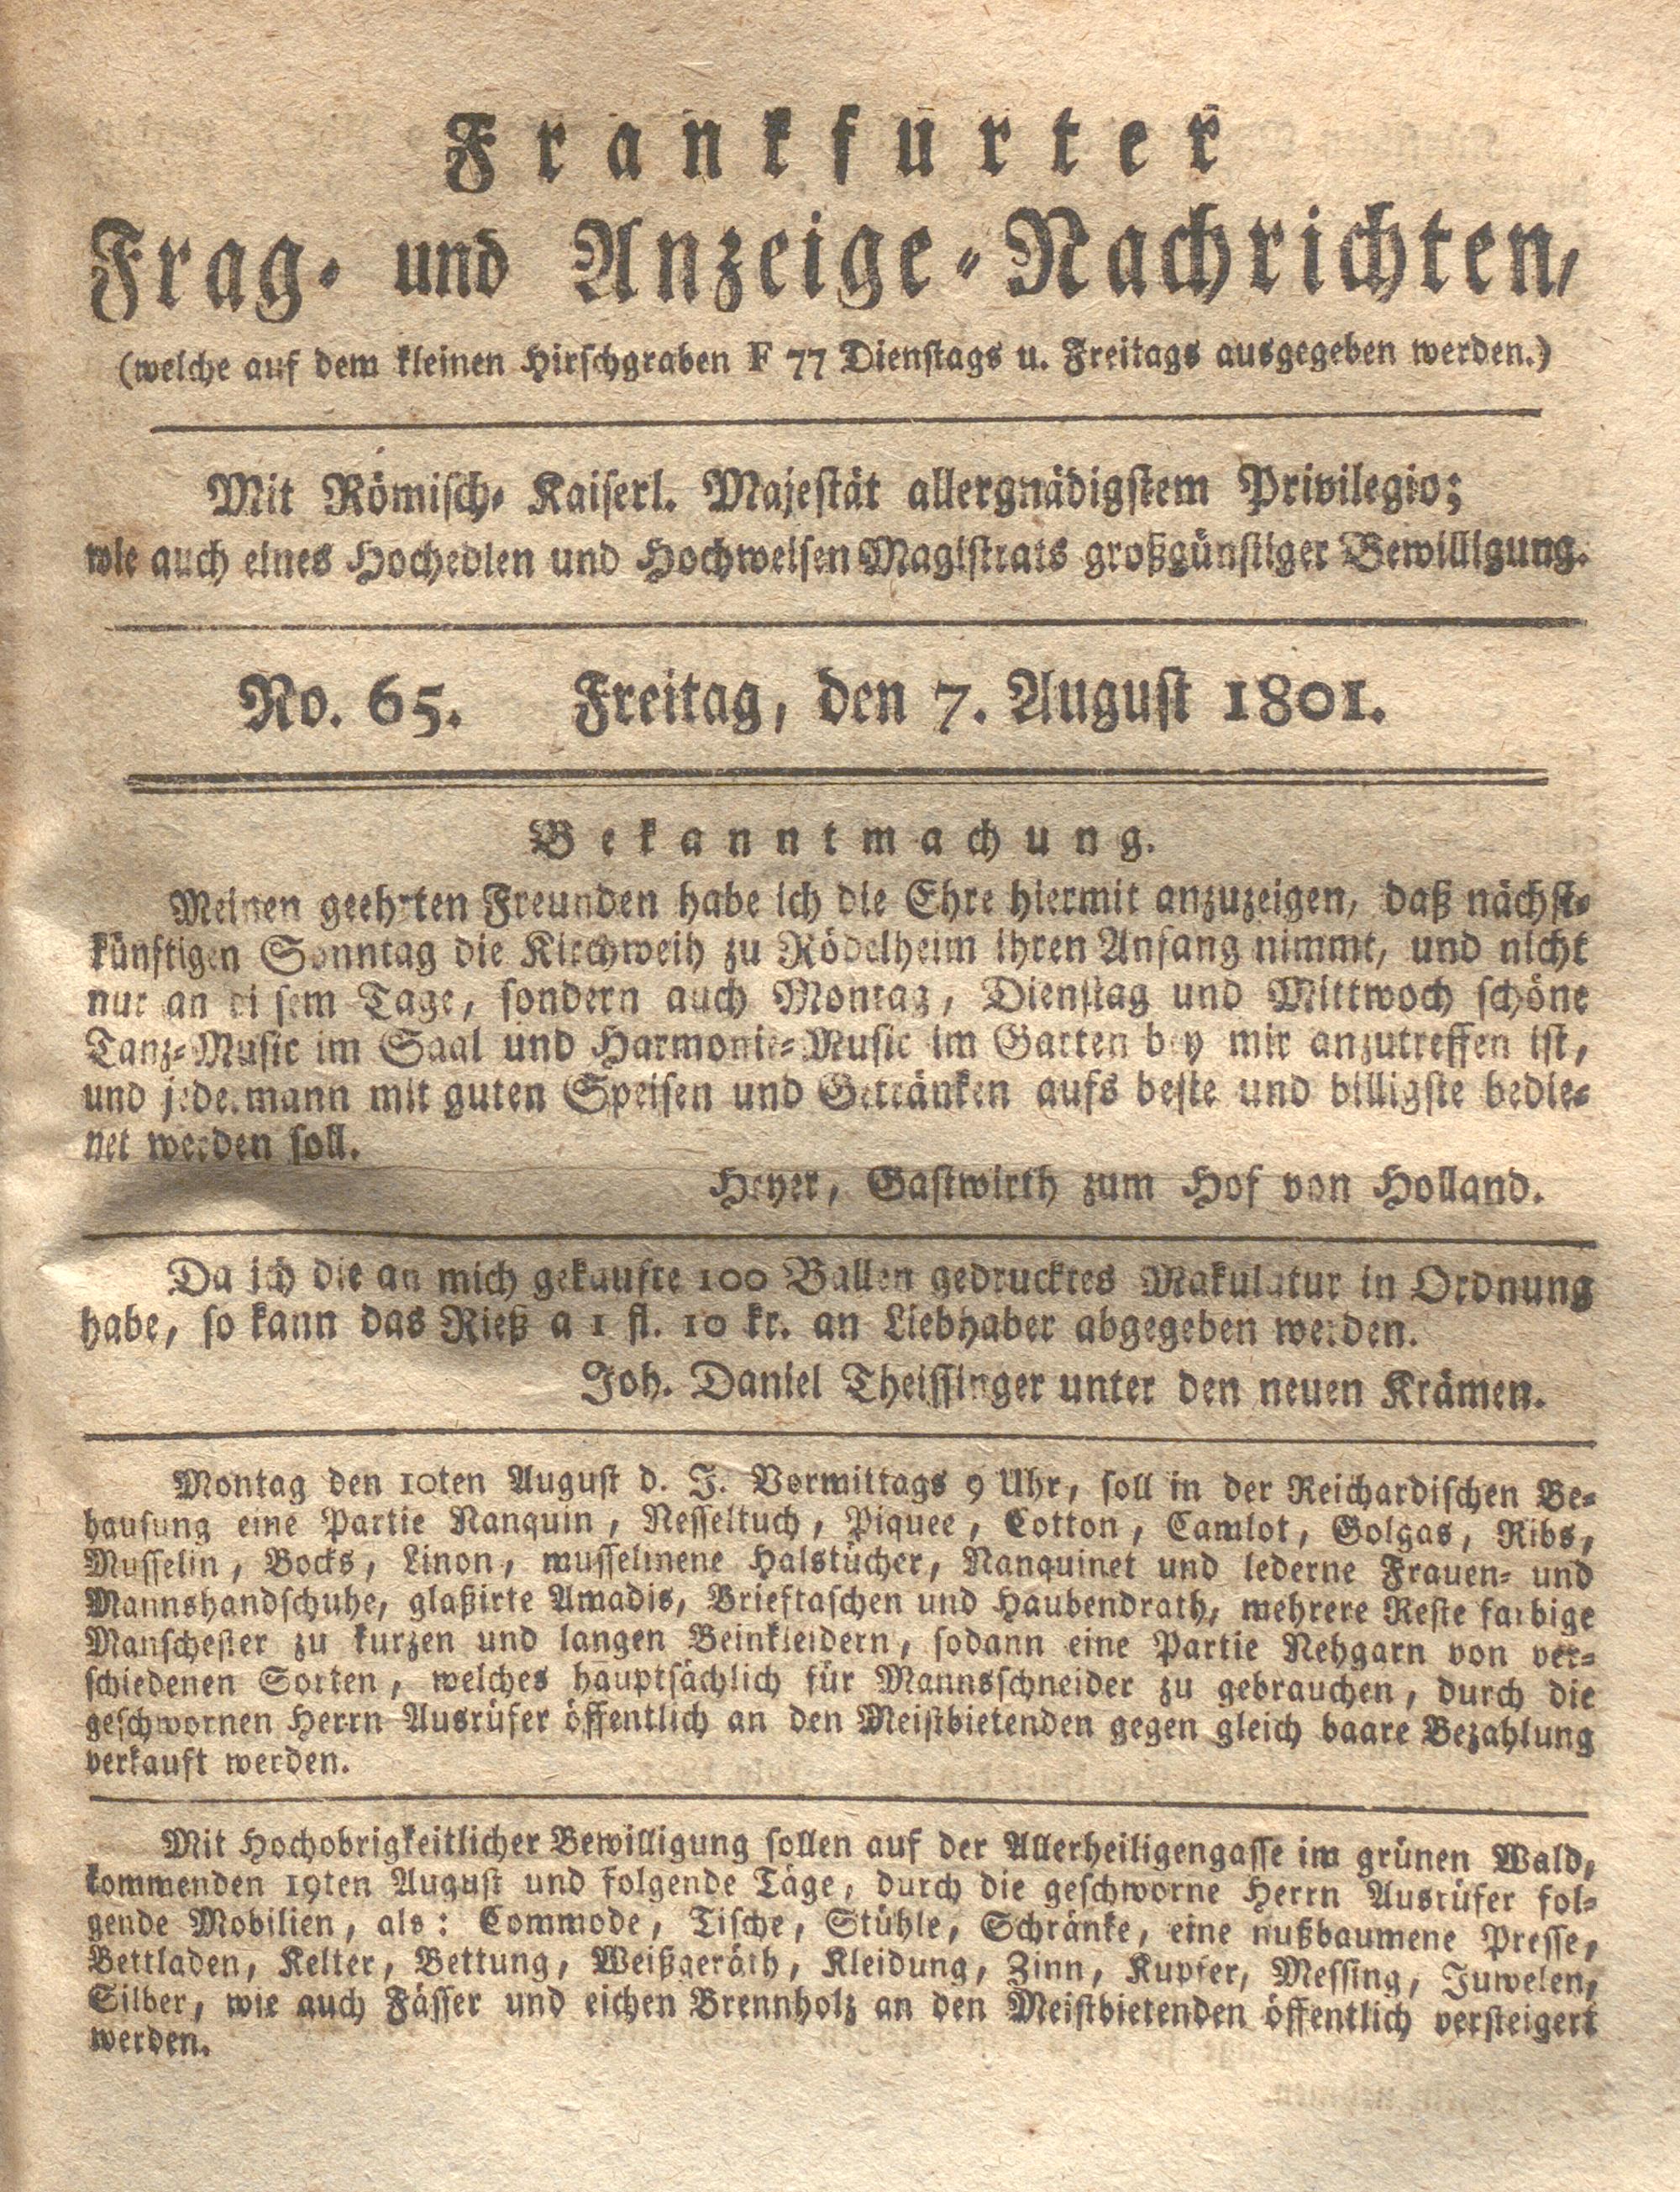 Frankfurter
Frag- und Anzeige-Nachrichten,
(welche auf dem kleinen Hirschgraben F 77 Dienstags u. Freitags ausgegeben werden.)
Mit Römisch- Kaiserl. Majestät allergnädigstem Privilegio;
wie auch eines Hochedlen und Hochweisen Magistrats großgünstiger Bewilligung.
No. 65. Freitag, den 7. August 1801.
Bekanntmachung.
Meinen geehrten Freunden habe ich die Ehre hiermit anzuzeigen, daß nächst-
künftigen Sonntag die Kirchweih zu Rödelheim ihren Anfang nimmt, und nicht
nur an diesem Tage, sondern auch Montag, Dienstag und Mittwoch schöne
Tanz-Music im Saal und Harmonie-Music im Garten bey mir anzutreffen ist,
und jedermann mit guten Speisen und Getränken aufs beste und billigste bedie-
net werden soll.
Heyer, Gastwirth zum Hof von Holland.
Da ich die an mich gekaufte 100 Ballen gedrucktes Makulatur in Ordnung
habe, so kann das Rieß a 1 fl. 10 kr. an Liebhaber abgegeben werden.
Joh. Daniel Theissinger unter den neuen Krämen.
Montag den 10ten August d. J. Vormittags 9 Uhr, soll in der Reichardischen Be-
hausung eine Partie Nanquin, Nesseltuch, Piquee, Cotton, Camlot, Golgas, Ribs,
Musselin, Bocks, Linon, musselinene Halstücher, Nanquinet und lederne Frauen- und
Mannshandschuhe, glaßirte Amadis, Brieftaschen und Haubendrath, mehrere Reste farbige
Manschester zu kurzen und langen Beinkleidern, sodann eine Partie Nehgarn von ver-
schiedenen Sorten, welches hauptsächlich für Mannsschneider zu gebrauchen, durch die
geschwornen Herrn Ausrüfer öffentlich an den Meistbietenden gegen gleich baare Bezahlung
verkauft werden.
Mit Hochobrigkeitlicher Bewilligung sollen auf der Allerheiligengasse im grünen Wald,
kommenden 19ten August und folgende Täge, durch die geschworne Herrn Ausrüfer fol-
gende Mobilien, als: Commode, Tische, Stühle, Schränke, eine nußbaumene Presse,
Bettladen, Kelter, Bettung, Weißgeräth, Kleidung, Zinn, Kupfer, Messing, Juwelen,
Silber, wie auch Fässer und eichen Brennholz an den Meistbietenden öffentlich versteigert
werden.